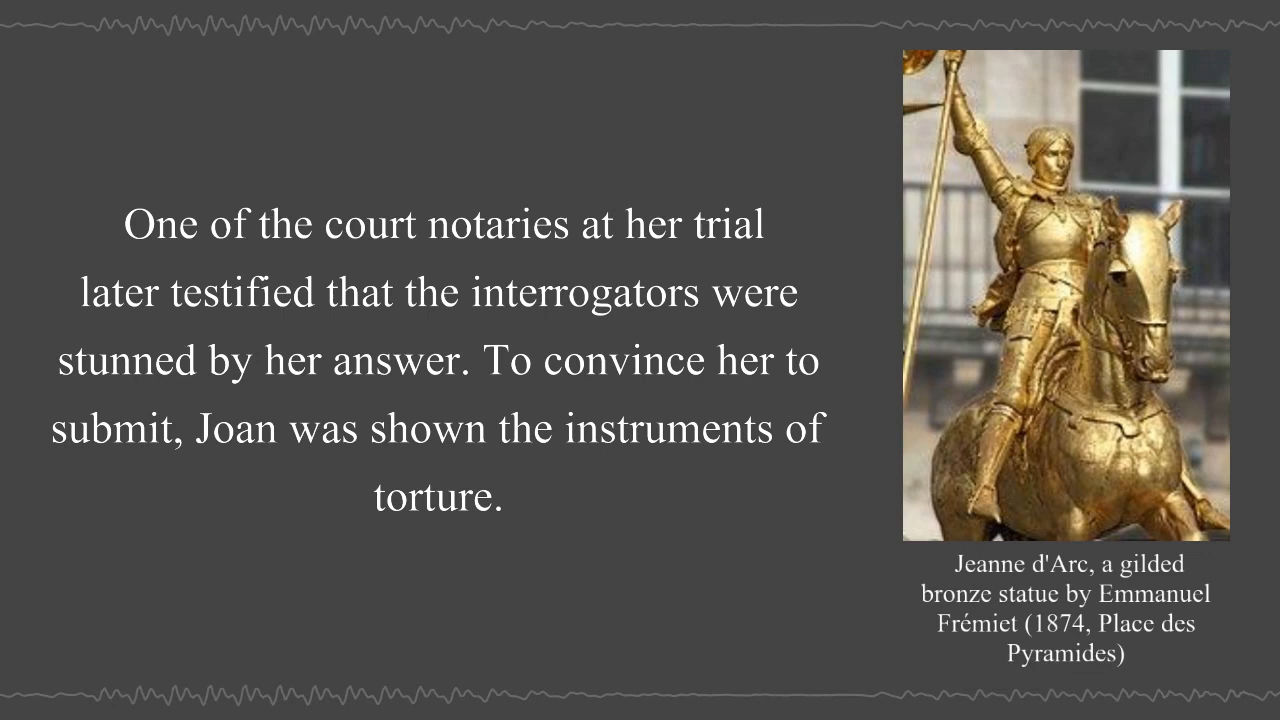 One of the court notaries at her trial
later testified that the interrogators were
stunned by her answer. To convince her to
submit, Joan was shown the instruments of
torture.
Jeanne d'Arc, a gilded
bronze statue by Emmanuel
Frémiet (1874, Place des
Pyramides)